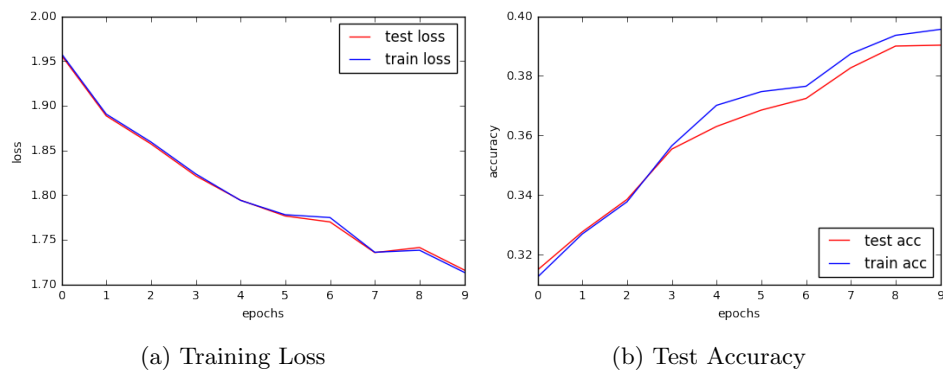 2.00
1.95
1.90
1.85
1.80
1.75
1.70
loss
test loss
train loss
0 1 2 3 4 5 6 7 8 9
epochs
(a) Training Loss
0.40
0.38
0.36
0.34
0.32
accuracy
test acc
train acc
0 1 2 3 4 5 6 7 8 9
epochs
(b) Test Accuracy